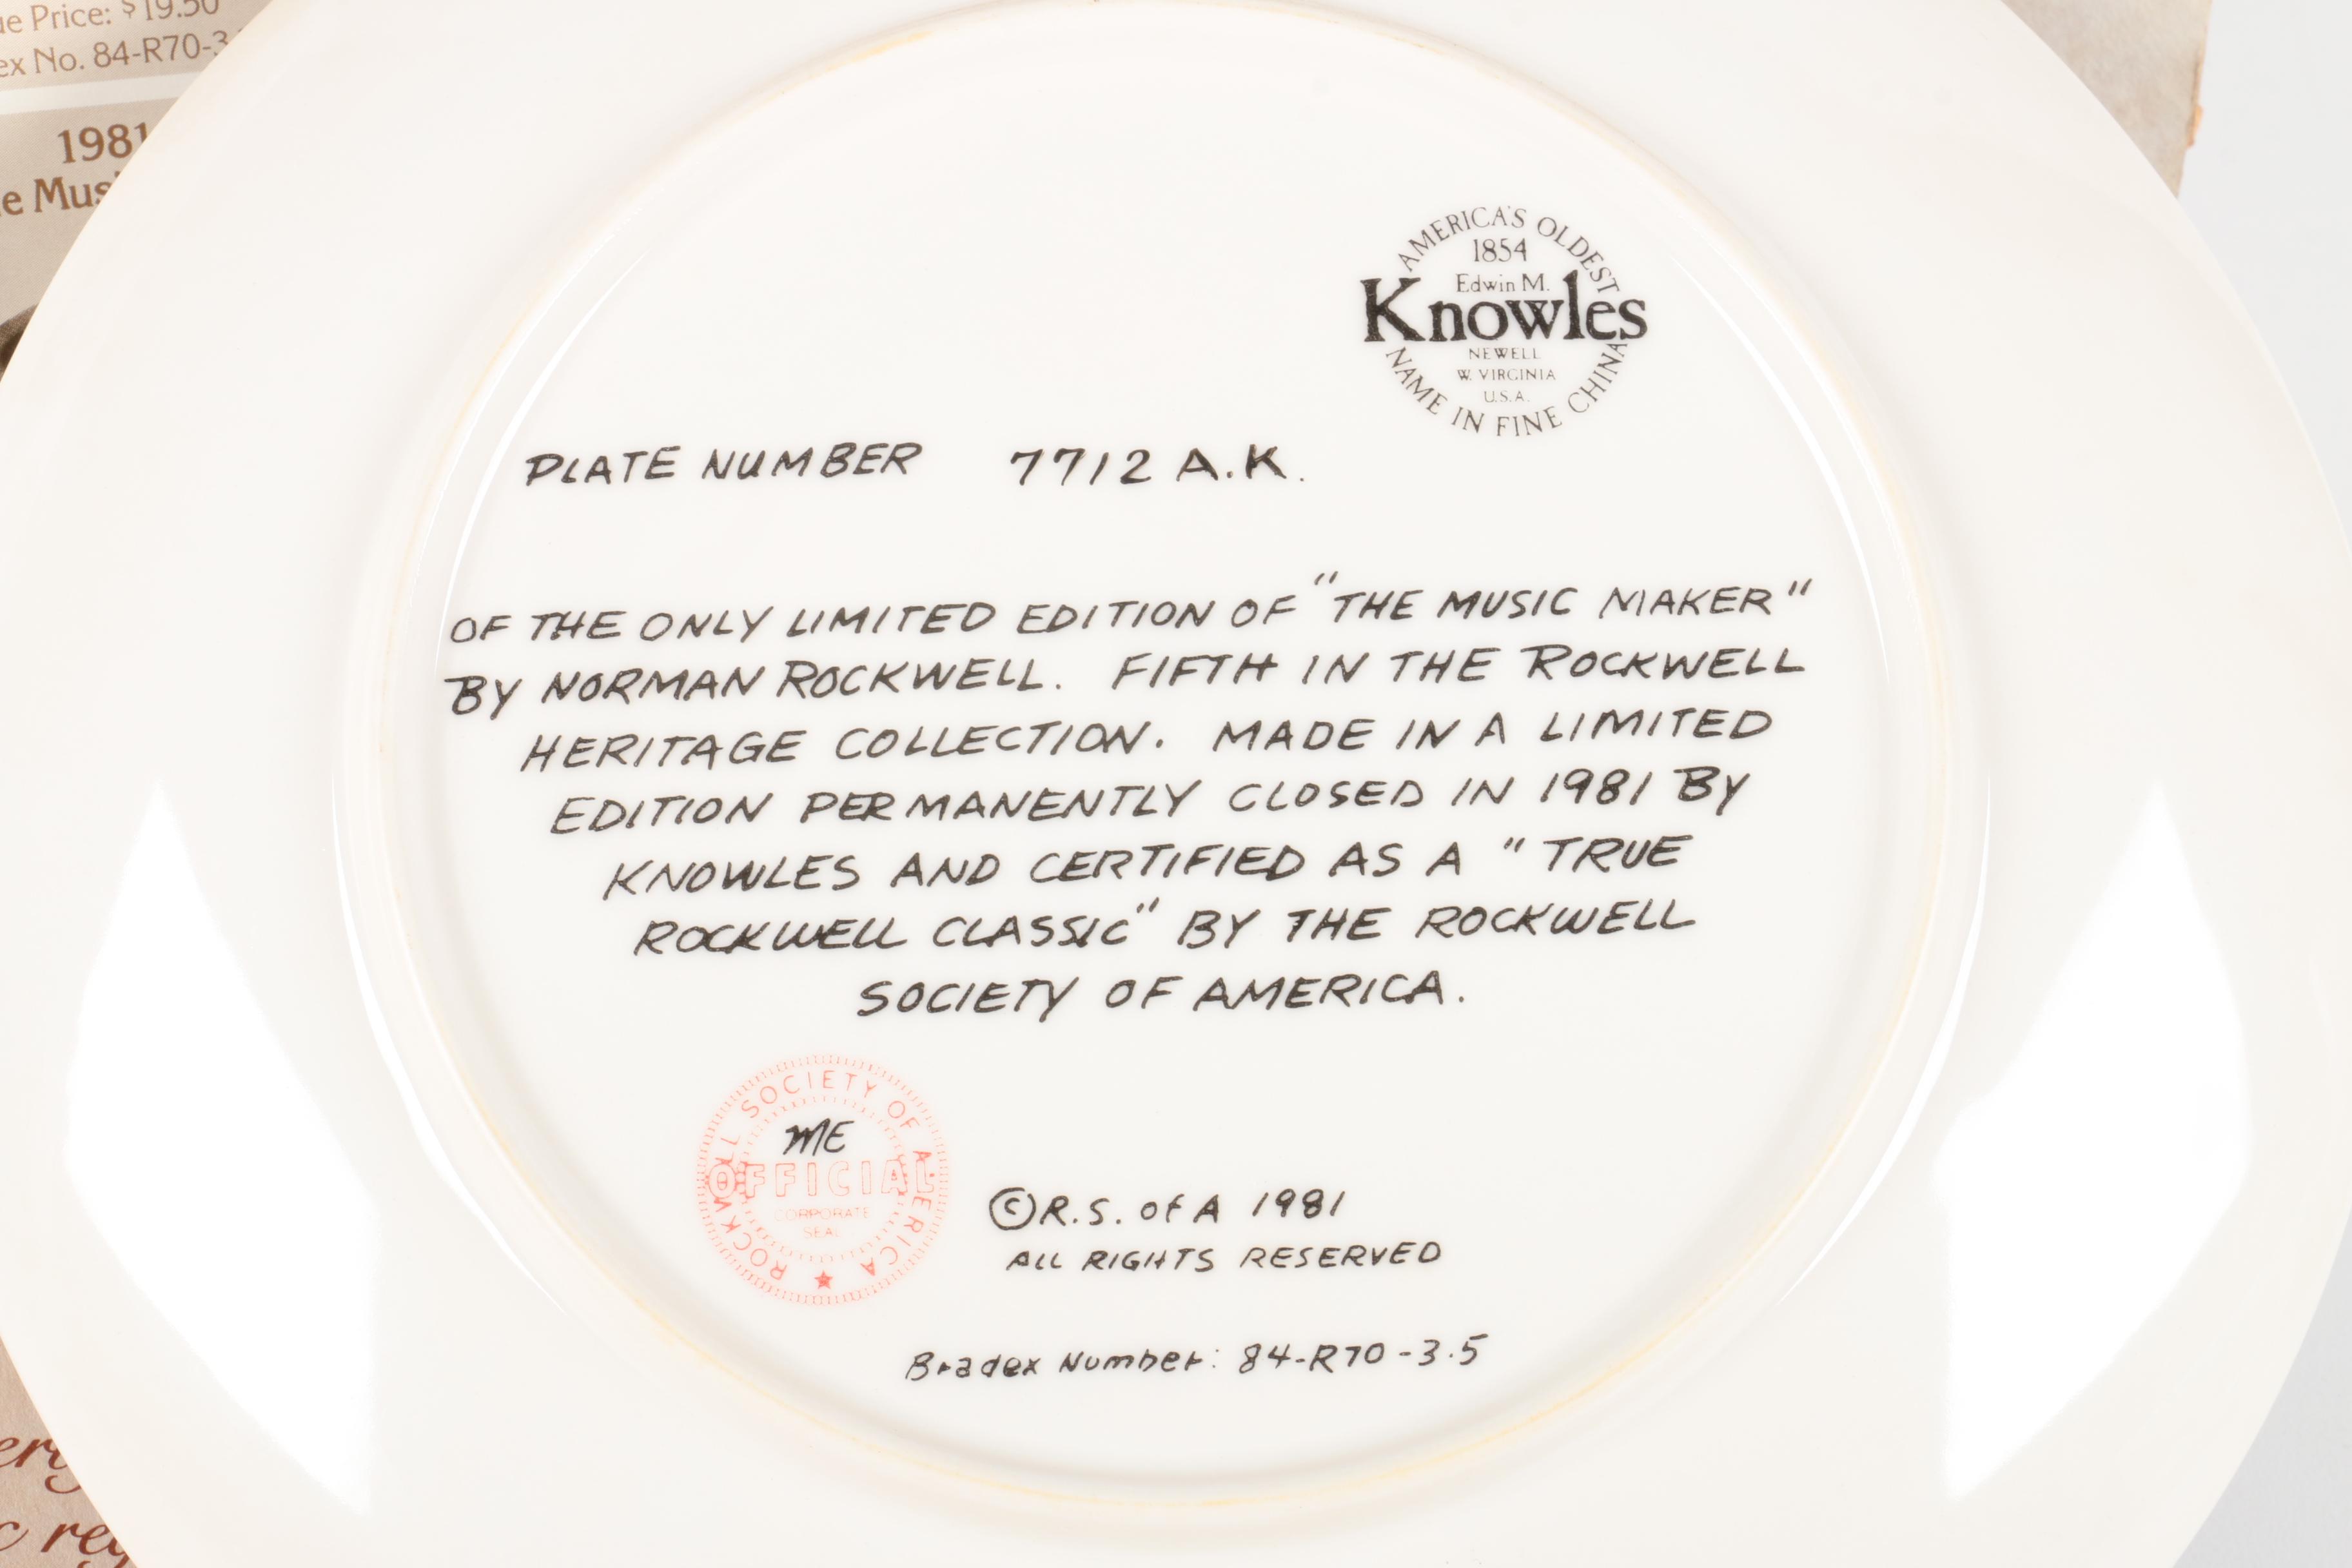 Price: $19.50
No. 84-R70-3
1981
AMERICA'S OLDEST
1854
Edwin M.
Knowles
NEWELL
W. VIRGINIA
U.S.A.
NAME IN FINE CHINA
PLATE NUMBER 7712 A.K.
OF THE ONLY LIMITED EDITION OF "THE MUSIC MAKER"
BY NORMAN ROCKWELL. FIFTH IN THE ROCKWELL
HERITAGE COLLECTION. MADE IN A LIMITED
EDITION PERMANENTLY CLOSED IN 1981 BY
KNOWLES AND CERTIFIED AS A "TRUE
ROCKWELL CLASSIC" BY THE ROCKWELL
SOCIETY OF AMERICA.
ROCKWELL SOCIETY OF AMERICA
ME
OFFICIAL
CORPORATE
SEAL
©R.S. of A 1981
ALL RIGHTS RESERVED
Bradex Number: 84-R70-3.5